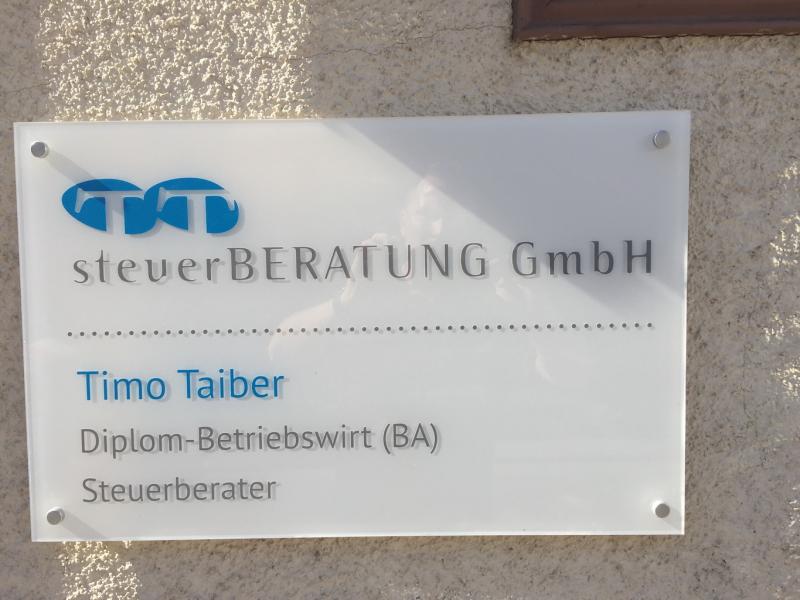 TT
steuerBERATUNG GmbH
Timo Taiber
Diplom-Betriebswirt (BA)
Steuerberater